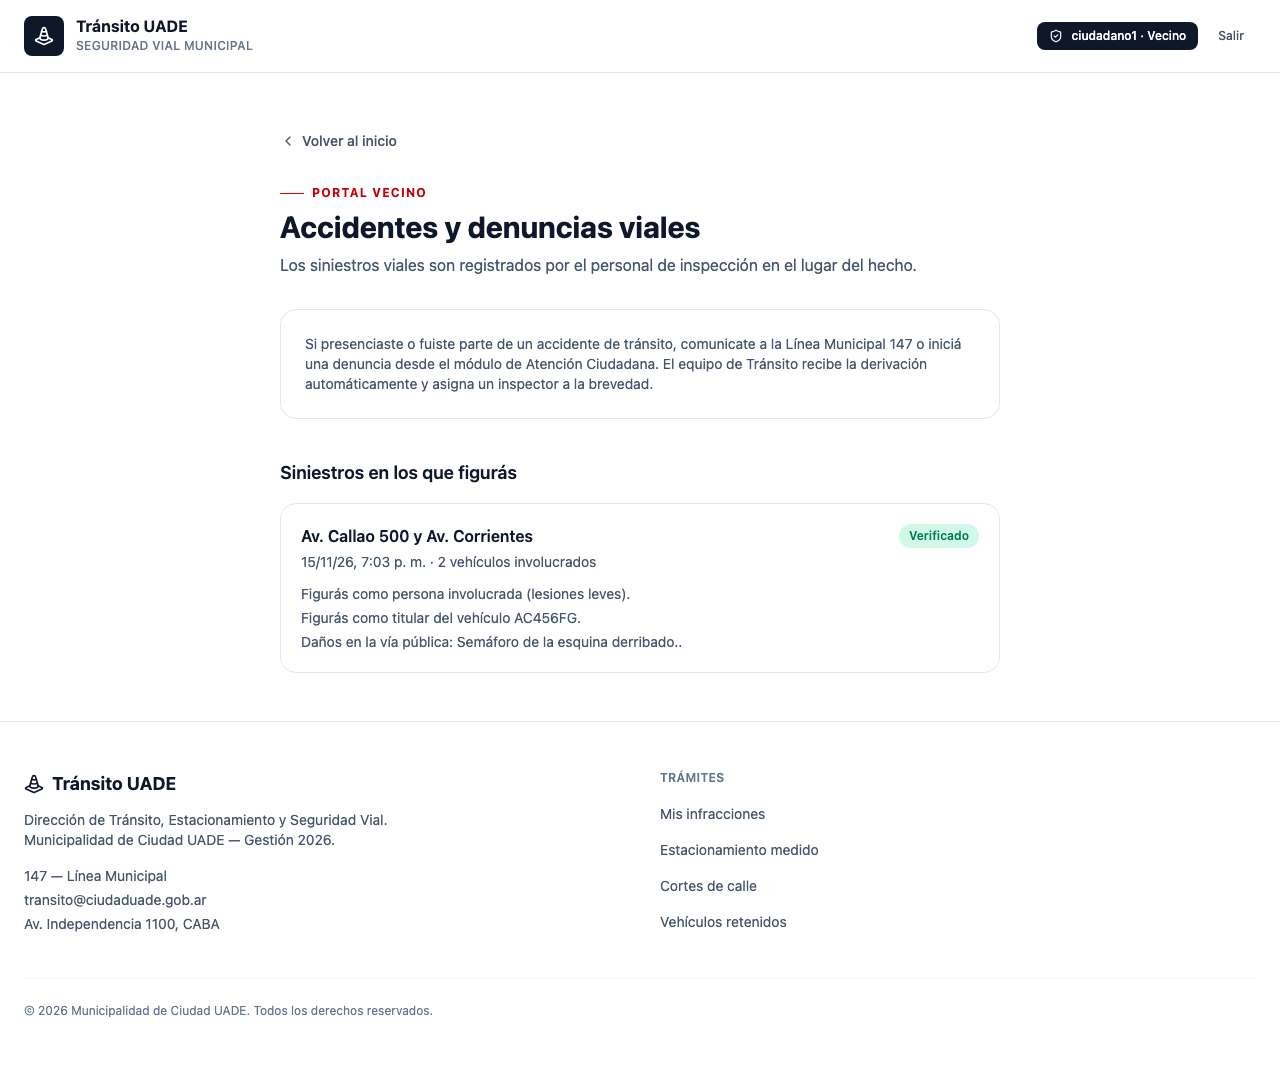 Tránsito UADE
SEGURIDAD VIAL MUNICIPAL
ciudadano1 · Vecino
Salir
Volver al inicio
PORTAL VECINO
Accidentes y denuncias viales
Los siniestros viales son registrados por el personal de inspección en el lugar del hecho.
Si presenciaste o fuiste parte de un accidente de tránsito, comunicate a la Línea Municipal 147 o iniciá
una denuncia desde el módulo de Atención Ciudadana. El equipo de Tránsito recibe la derivación
automáticamente y asigna un inspector a la brevedad.
Siniestros en los que figurás
Av. Callao 500 y Av. Corrientes
Verificado
15/11/26, 7:03 p. m. · 2 vehículos involucrados
Figurás como persona involucrada (lesiones leves).
Figurás como titular del vehículo AC456FG.
Daños en la vía pública: Semáforo de la esquina derribado..
Tránsito UADE
Dirección de Tránsito, Estacionamiento y Seguridad Vial.
Municipalidad de Ciudad UADE — Gestión 2026.
147 — Línea Municipal
transito@ciudaduade.gob.ar
Av. Independencia 1100, CABA
TRÁMITES
Mis infracciones
Estacionamiento medido
Cortes de calle
Vehículos retenidos
© 2026 Municipalidad de Ciudad UADE. Todos los derechos reservados.